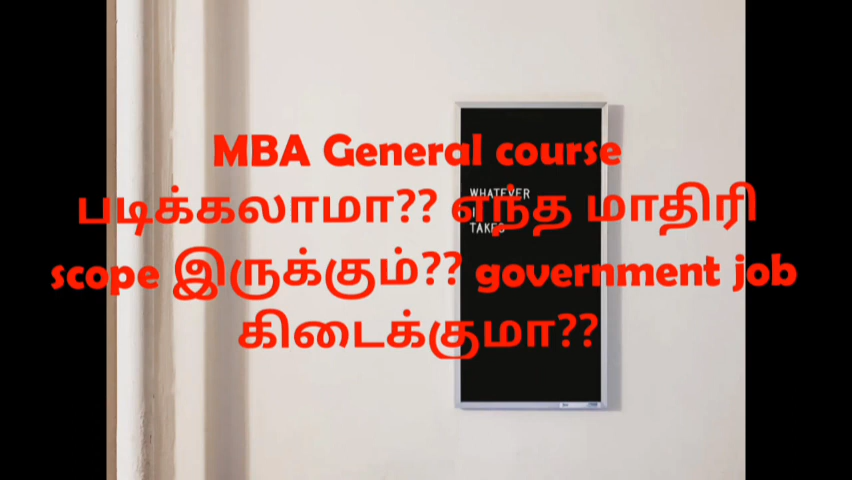 MBA General course
படிக்கலாமா?? எந்த மாதிரி
scope இருக்கும்?? government job
கிடைக்குமா??
WHATEVER
TAKES